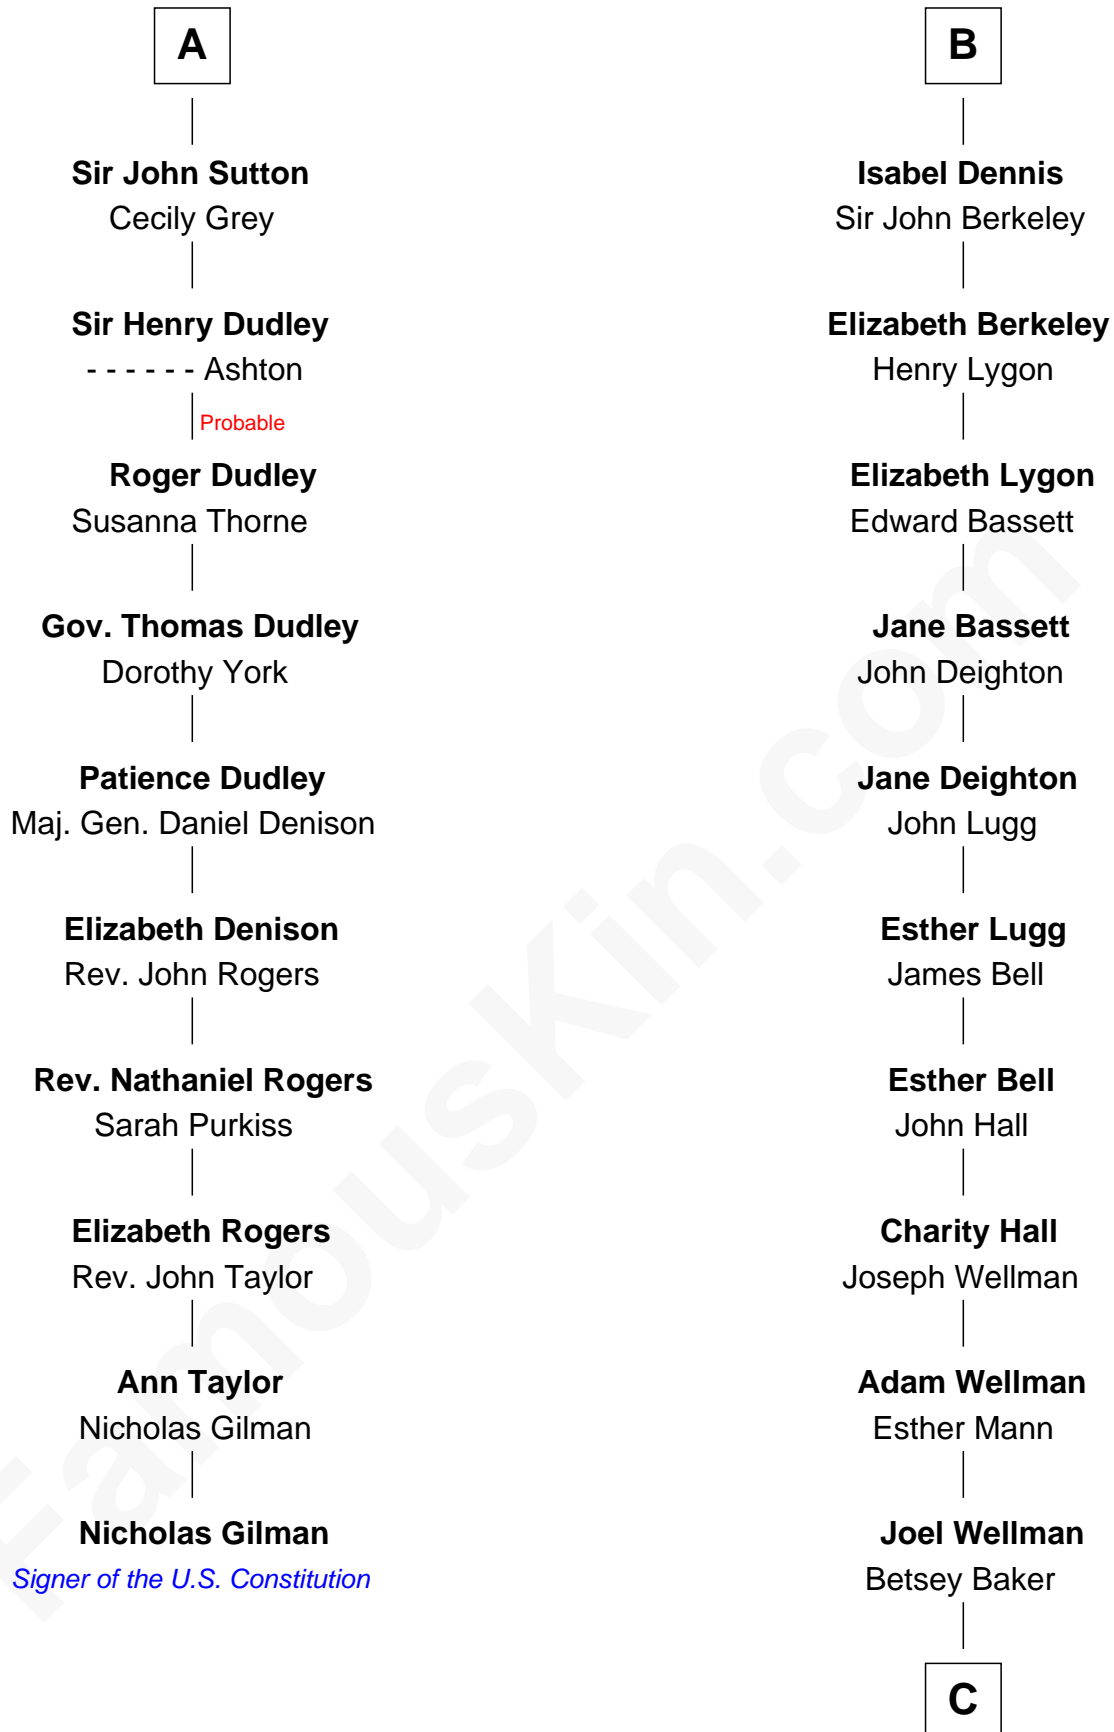 A
Sir John Sutton
Cecily Grey
Sir Henry Dudley
- - - - - - Ashton
Probable
Roger Dudley
Susanna Thorne
Gov. Thomas Dudley
Dorothy York
Patience Dudley
Maj. Gen. Daniel Denison
Elizabeth Denison
Rev. John Rogers
Rev. Nathaniel Rogers
Sarah Purkiss
Elizabeth Rogers
Rev. John Taylor
Ann Taylor
Nicholas Gilman
Nicholas Gilman
Signer of the U.S. Constitution
B
Isabel Dennis
Sir John Berkeley
Elizabeth Berkeley
Henry Lygon
Elizabeth Lygon
Edward Bassett
Jane Bassett
John Deighton
Jane Deighton
John Lugg
Esther Lugg
James Bell
Esther Bell
John Hall
Charity Hall
Joseph Wellman
Adam Wellman
Esther Mann
Joel Wellman
Betsey Baker
C
FamousKin.com